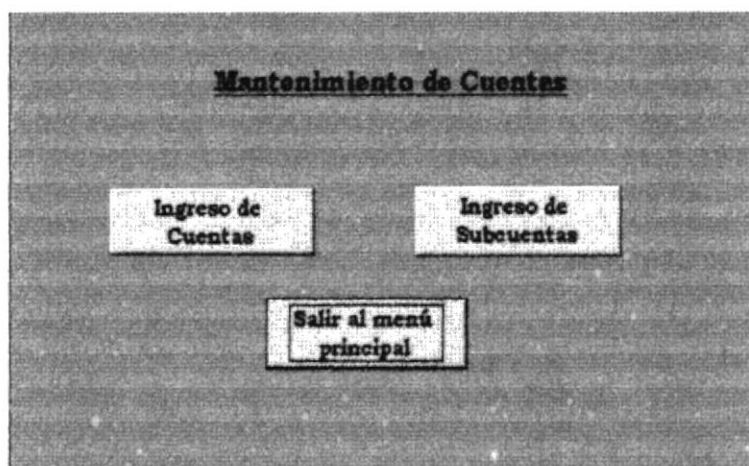 Mantenimiento de Cuentas
Ingreso de
Cuentas
Ingreso de
Subcuentas
Salir al menú
principal